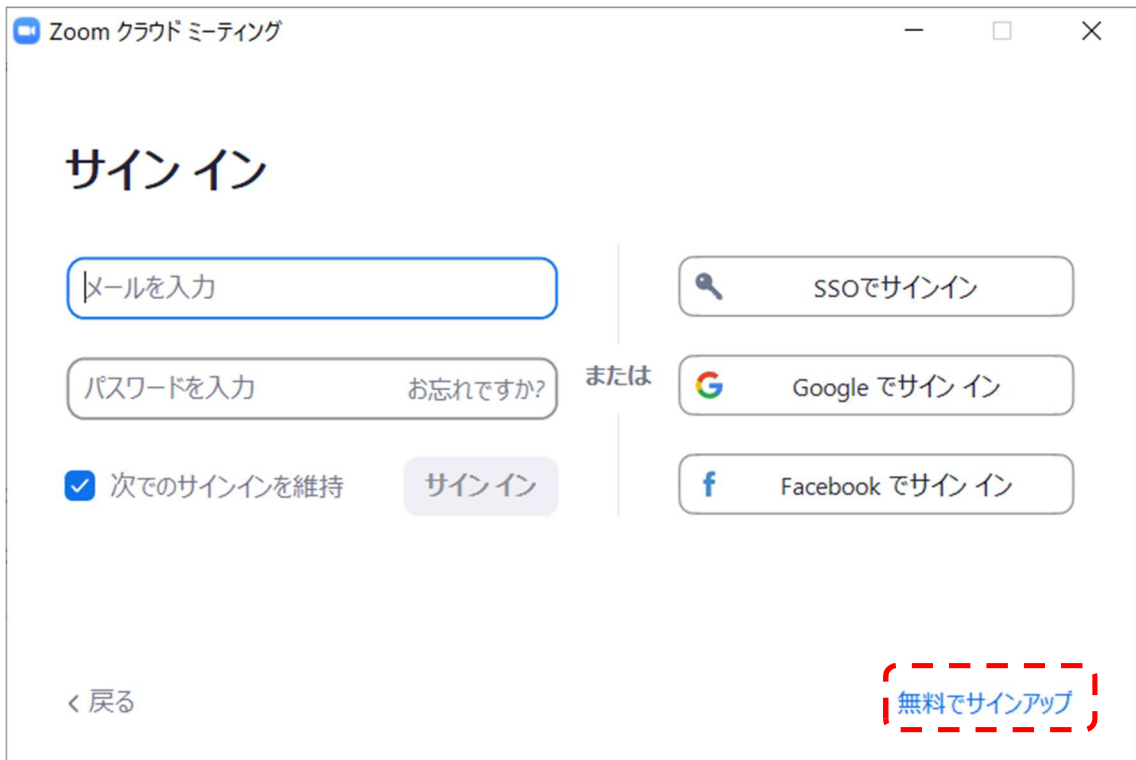 Zoom クラウド ミーティング
サイン イン
メールを入力
パスワードを入力 お忘れですか?
次でのサインインを維持 サイン イン
または
SSOでサインイン
Google でサイン イン
Facebook でサイン イン
< 戻る
無料でサインアップ